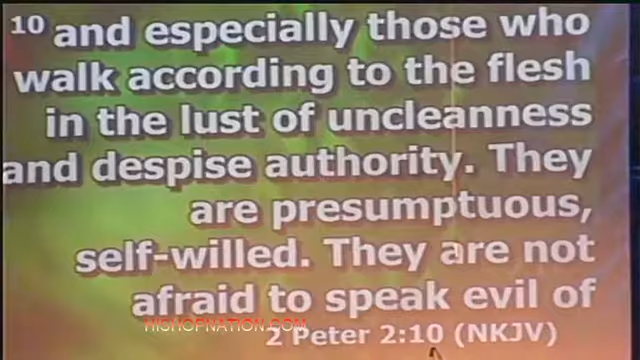 10 and especially those who
walk according to the flesh
in the lust of uncleanness
and despise authority. They
are presumptuous,
self-willed. They are not
afraid to speak evil of
HISHOPNATION.COM
2 Peter 2:10 (NKJV)